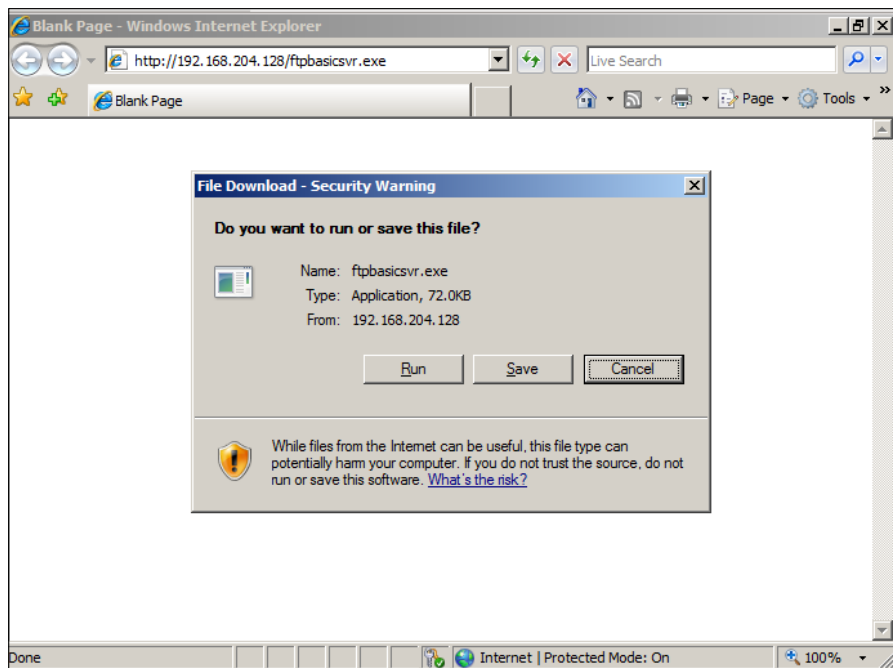 Blank Page - Windows Internet Explorer
http://192.168.204.128/ftpbasicsvr.exe
Live Search
Blank Page
Page
Tools
»
File Download - Security Warning
Do you want to run or save this file?
Name: ftpbasicsvr.exe
Type: Application, 72.0KB
From: 192.168.204.128
Run Save Cancel
While files from the Internet can be useful, this file type can
potentially harm your computer. If you do not trust the source, do not
run or save this software. What's the risk?
Done
Internet | Protected Mode: On
100%